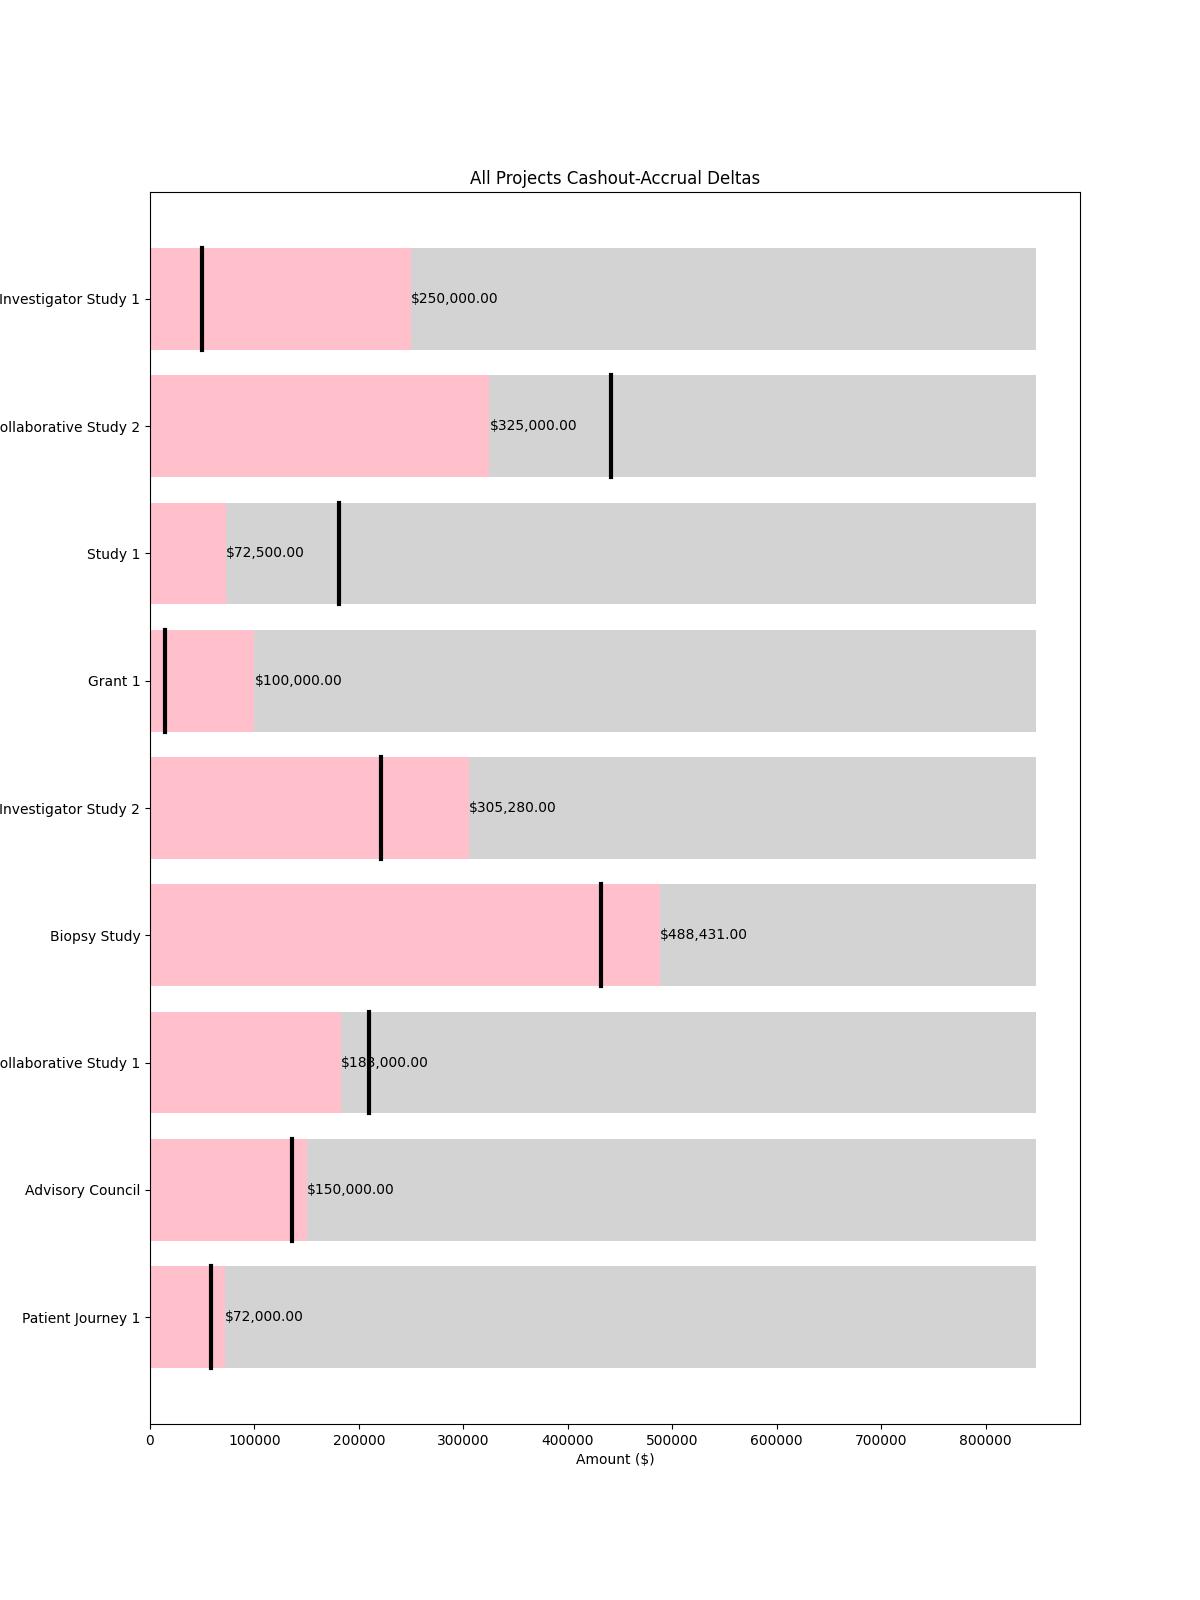 All Projects Cashout-Accrual Deltas
Investigator Study 1
$250,000.00
ollaborative Study 2
$325,000.00
Study 1
$72,500.00
Grant 1
$100,000.00
Investigator Study 2
$305,280.00
Biopsy Study
$488,431.00
ollaborative Study 1
$183,000.00
Advisory Council
$150,000.00
Patient Journey 1
$72,000.00
0 100000 200000 300000 400000 500000 600000 700000 800000
Amount ($)